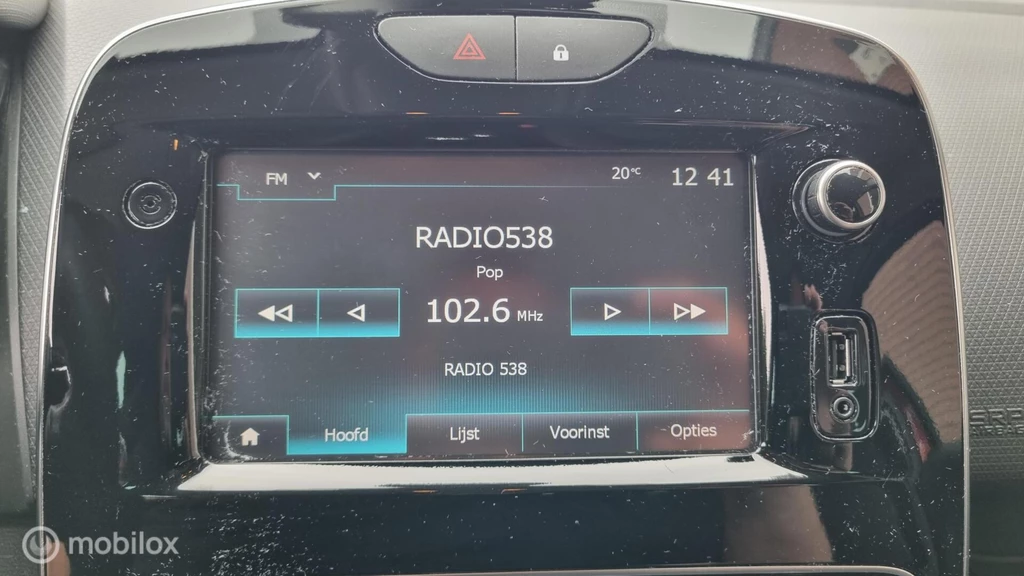 FM 20°C 12 41
RADIO538
Pop
102.6 MHz
RADIO 538
Hoofd Lijst Voorinst Opties
mobilox